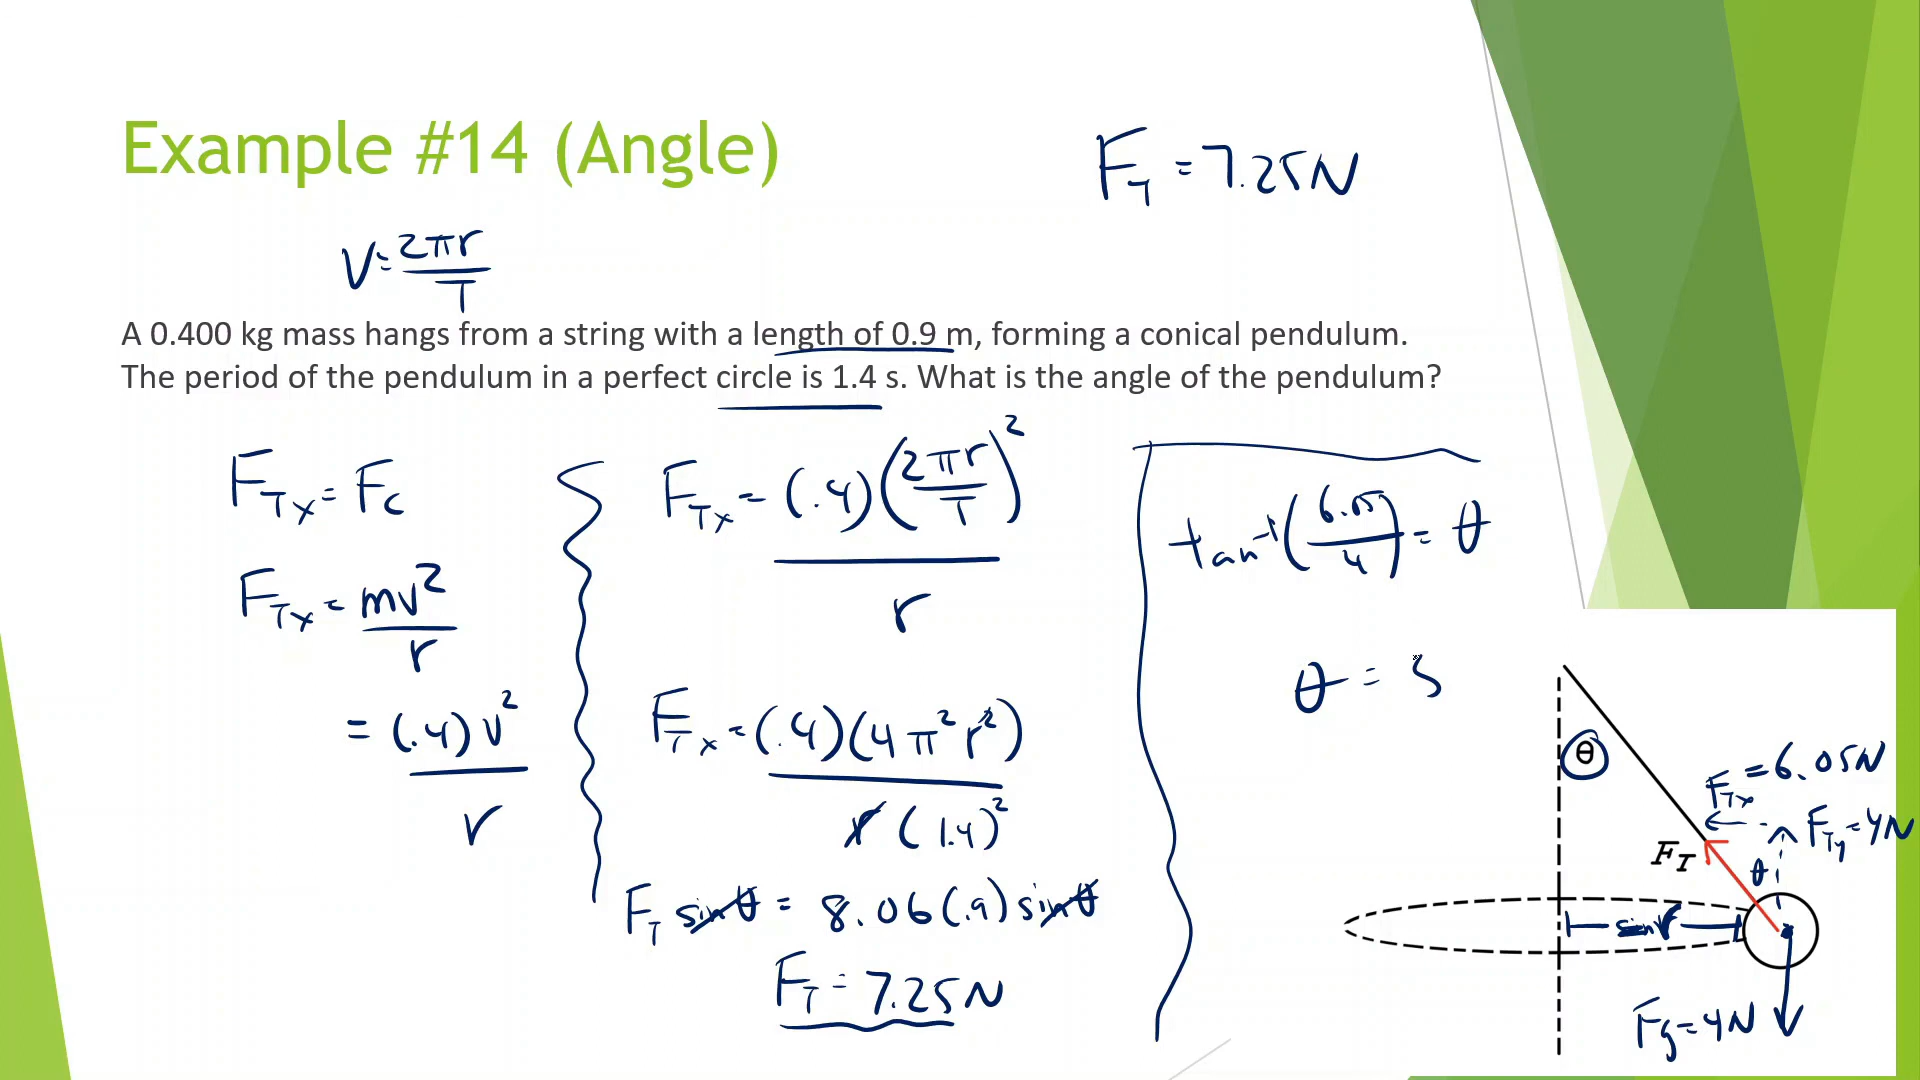 Example #14 (Angle)
F_T = 7.25N
V = 2πr/T
A 0.400 kg mass hangs from a string with a length of 0.9 m, forming a conical pendulum.
The period of the pendulum in a perfect circle is 1.4 s. What is the angle of the pendulum?
F_Tx = F_c
F_Tx = mv²/r
= (.4)v²/r
F_Tx = (.4)(2πr/T)²/r
F_Tx = (.4)(4π²r²)/r(1.4)²
F_T sinθ = 8.06(.9) sinθ
F_T = 7.25N
tan⁻¹(6.05/4) = θ
θ = 5
θ
F_Tx = 6.05N
F_Ty = 4N
F_T
θ
r
Fg = 4N